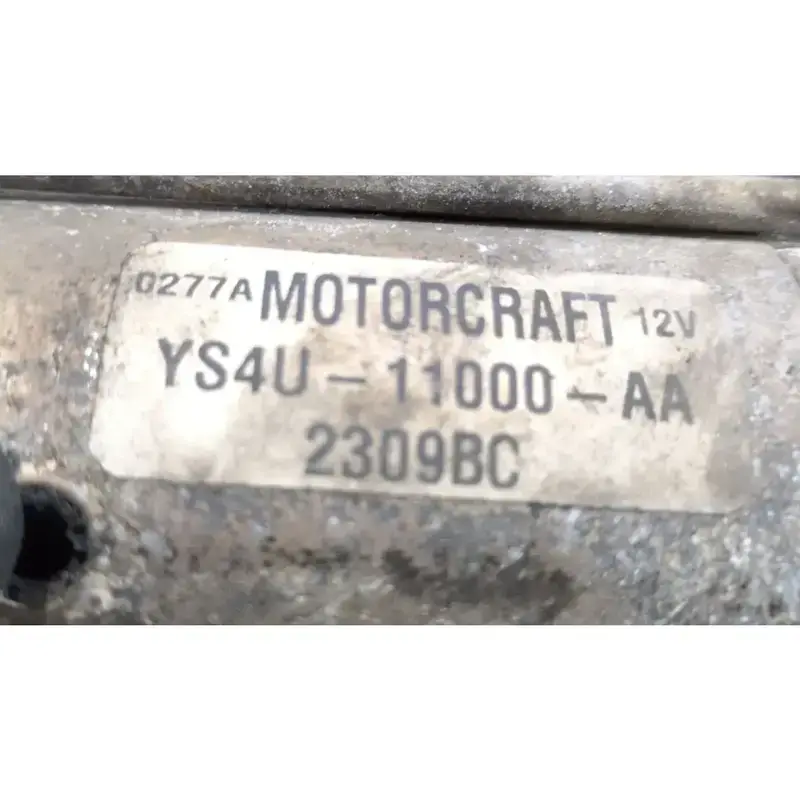 0277A MOTORCRAFT 12V
YS4U-11000-AA
2309BC